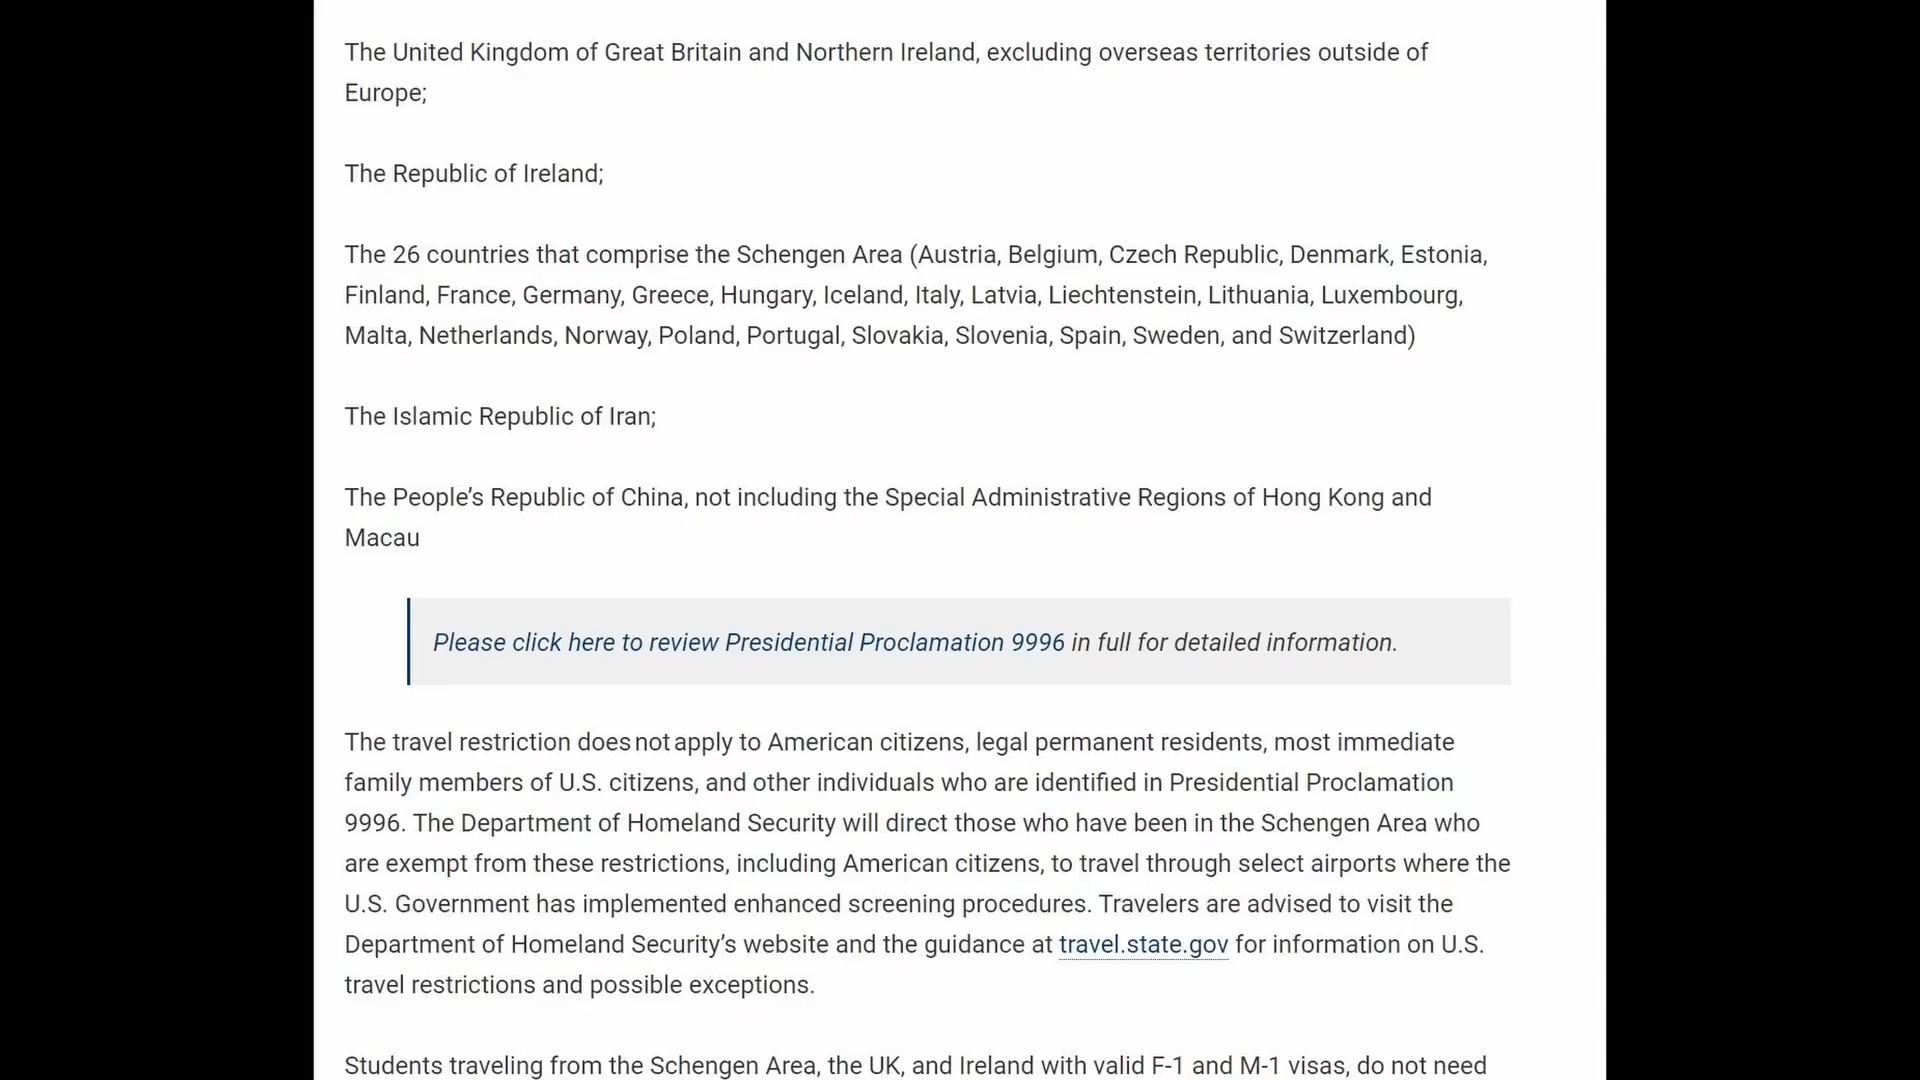 The United Kingdom of Great Britain and Northern Ireland, excluding overseas territories outside of
Europe;
The Republic of Ireland;
The 26 countries that comprise the Schengen Area (Austria, Belgium, Czech Republic, Denmark, Estonia,
Finland, France, Germany, Greece, Hungary, Iceland, Italy, Latvia, Liechtenstein, Lithuania, Luxembourg,
Malta, Netherlands, Norway, Poland, Portugal, Slovakia, Slovenia, Spain, Sweden, and Switzerland)
The Islamic Republic of Iran;
The People’s Republic of China, not including the Special Administrative Regions of Hong Kong and
Macau
Please click here to review Presidential Proclamation 9996 in full for detailed information.
The travel restriction does not apply to American citizens, legal permanent residents, most immediate
family members of U.S. citizens, and other individuals who are identified in Presidential Proclamation
9996. The Department of Homeland Security will direct those who have been in the Schengen Area who
are exempt from these restrictions, including American citizens, to travel through select airports where the
U.S. Government has implemented enhanced screening procedures. Travelers are advised to visit the
Department of Homeland Security’s website and the guidance at travel.state.gov for information on U.S.
travel restrictions and possible exceptions.
Students traveling from the Schengen Area, the UK, and Ireland with valid F-1 and M-1 visas, do not need